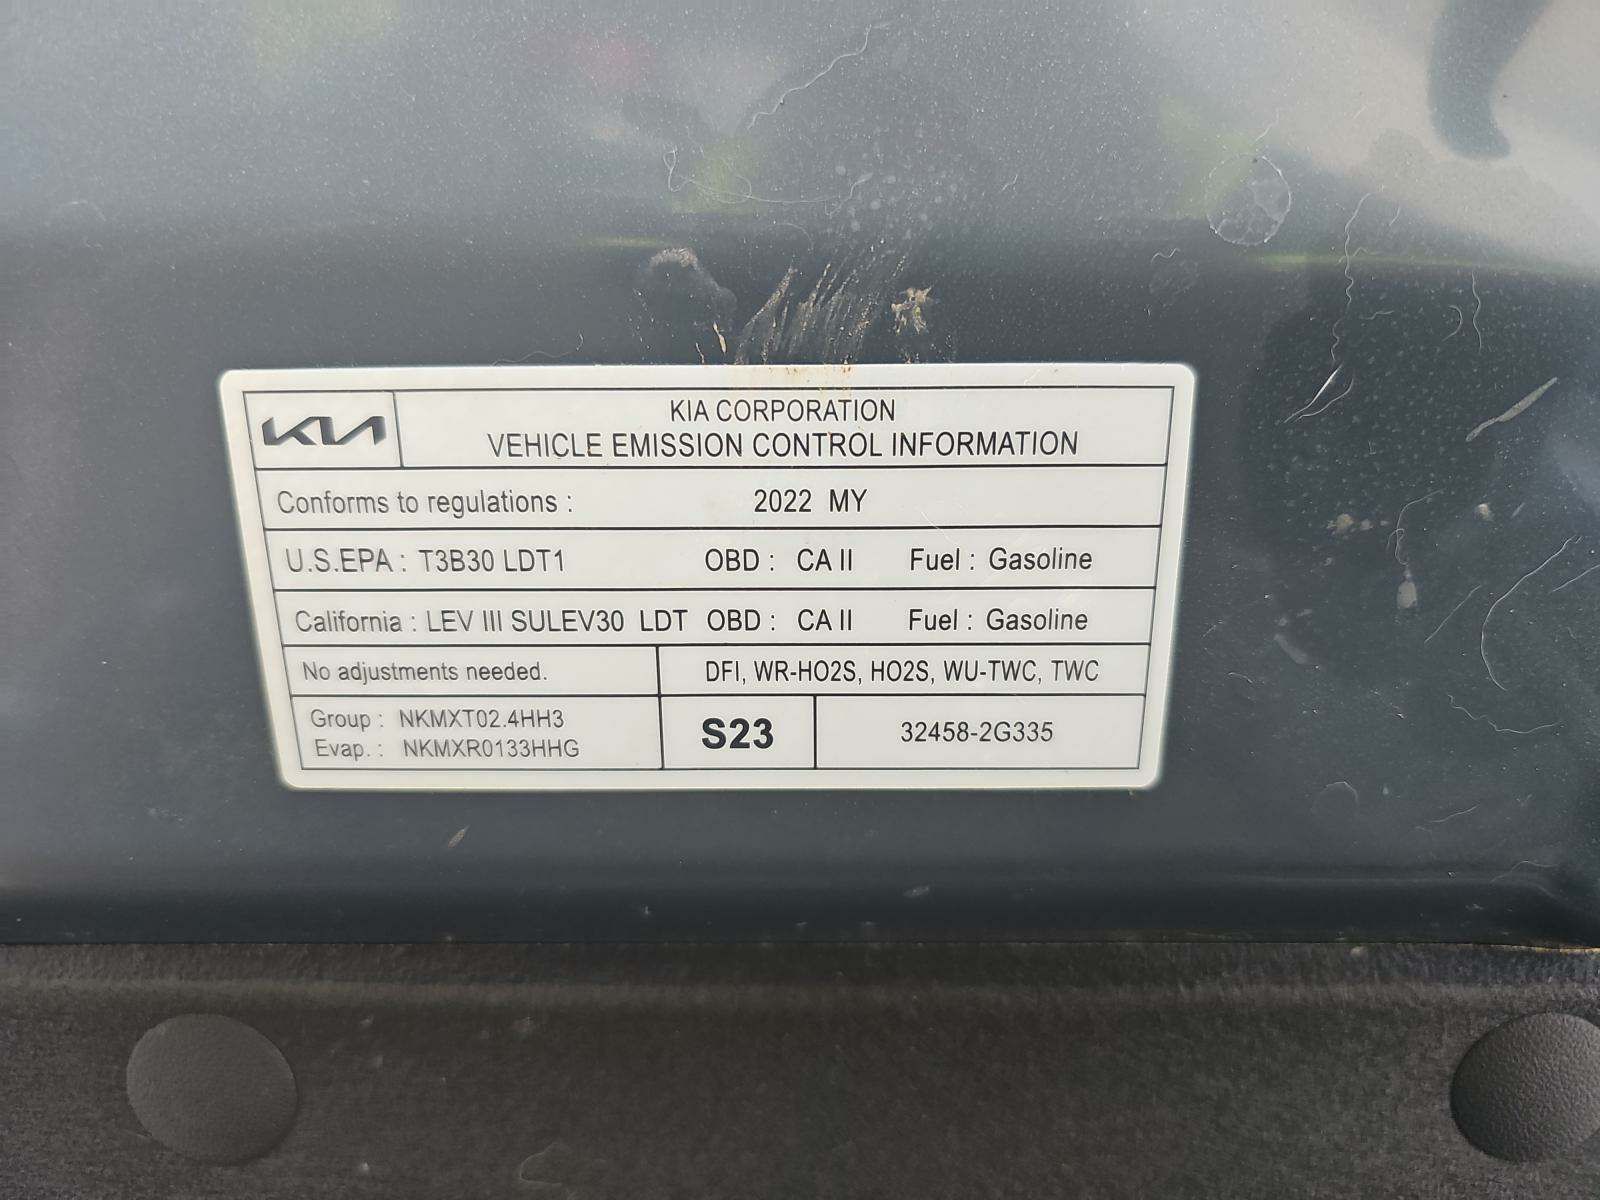 KIA
KIA CORPORATION
VEHICLE EMISSION CONTROL INFORMATION
Conforms to regulations : 2022 MY
U.S.EPA : T3B30 LDT1 OBD : CA II Fuel : Gasoline
California : LEV III SULEV30 LDT OBD : CA II Fuel : Gasoline
No adjustments needed. DFI, WR-HO2S, HO2S, WU-TWC, TWC
Group : NKMXT02.4HH3
Evap. : NKMXR0133HHG
S23
32458-2G335